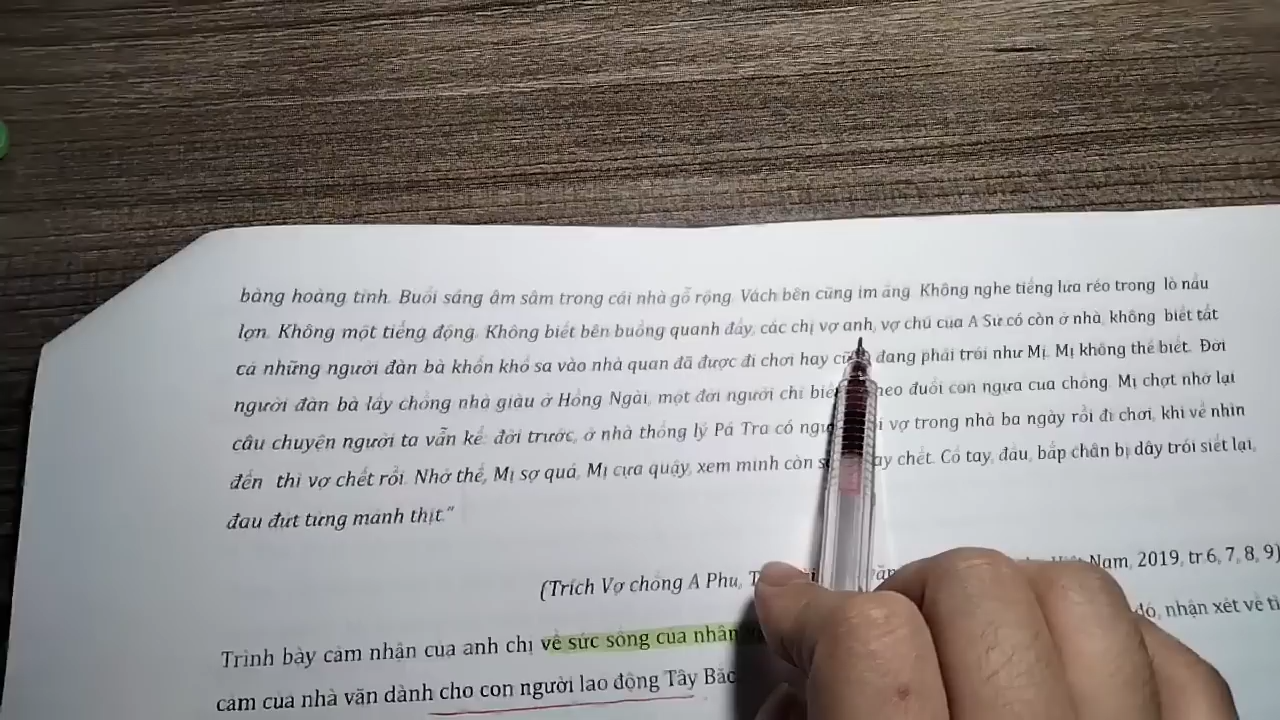 bàng hoàng tỉnh. Buổi sáng âm sâm trong cái nhà gỗ rộng. Vách bên cũng im ắng. Không nghe tiếng lửa réo trong lò nấu
lợn. Không một tiếng động. Không biết bên buồng quanh đấy, các chị vợ anh, vợ chú của A Sử có còn ở nhà, không biết tất
cả những người đàn bà khốn khổ sa vào nhà quan đã được đi chơi hay đang phải trói như Mị. Mị không thể biết. Đời
người đàn bà lấy chồng nhà giàu ở Hồng Ngài, một đời người chỉ đuổi con ngựa của chồng. Mị chợt nhớ lại
câu chuyện người ta vẫn kể: đời trước, ở nhà thống lý Pá Tra có vợ trong nhà ba ngày rồi đi chơi, khi về nhìn
đến thì vợ chết rồi. Nhớ thế, Mị sợ quá, Mị cựa quậy, xem mình còn chết. Cổ tay, đầu, bắp chân bị dây trói siết lại,
đau đứt từng mảnh thịt."
(Trích Vợ chồng A Phủ, Nam, 2019, tr 6, 7, 8, 9)
Trình bày cảm nhận của anh chị về sức sống của nhân đó, nhận xét về
cảm của nhà văn dành cho con người lao động Tây Bắc